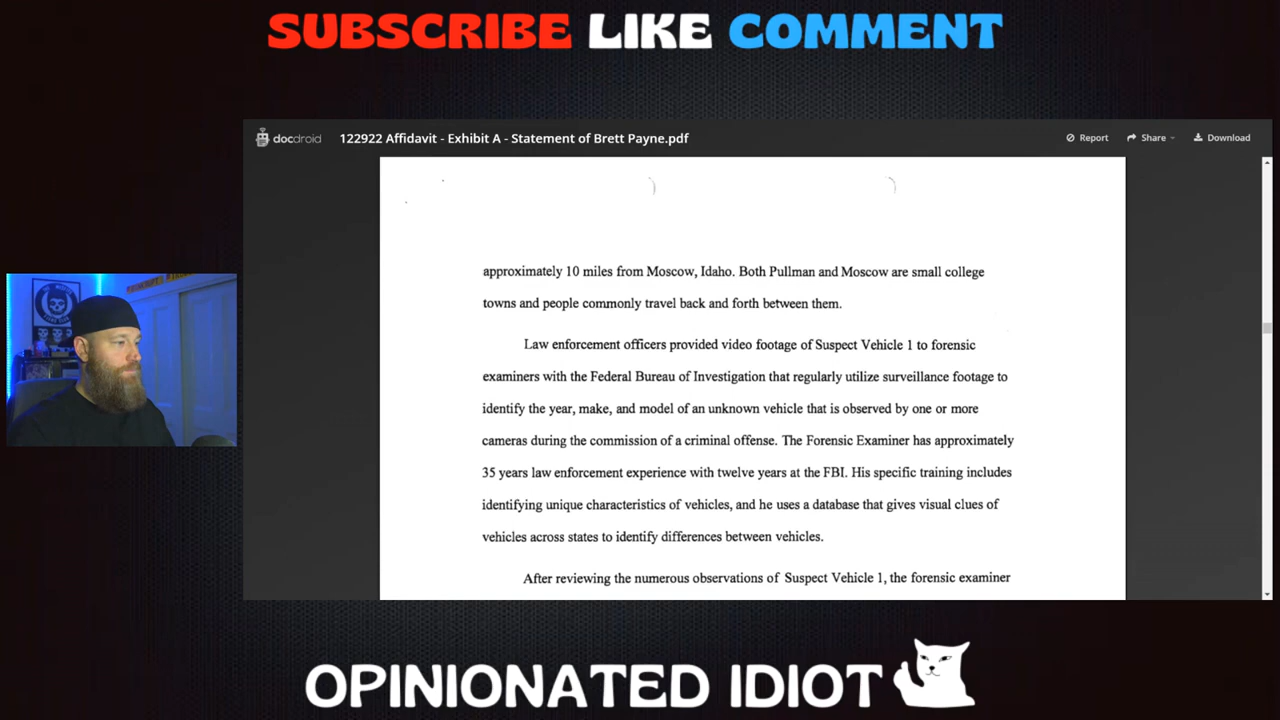 SUBSCRIBE LIKE COMMENT
docdroid 122922 Affidavit - Exhibit A - Statement of Brett Payne.pdf Report Share Download
approximately 10 miles from Moscow, Idaho. Both Pullman and Moscow are small college
towns and people commonly travel back and forth between them.
Law enforcement officers provided video footage of Suspect Vehicle 1 to forensic
examiners with the Federal Bureau of Investigation that regularly utilize surveillance footage to
identify the year, make, and model of an unknown vehicle that is observed by one or more
cameras during the commission of a criminal offense. The Forensic Examiner has approximately
35 years law enforcement experience with twelve years at the FBI. His specific training includes
identifying unique characteristics of vehicles, and he uses a database that gives visual clues of
vehicles across states to identify differences between vehicles.
After reviewing the numerous observations of Suspect Vehicle 1, the forensic examiner
OPINIONATED IDIOT